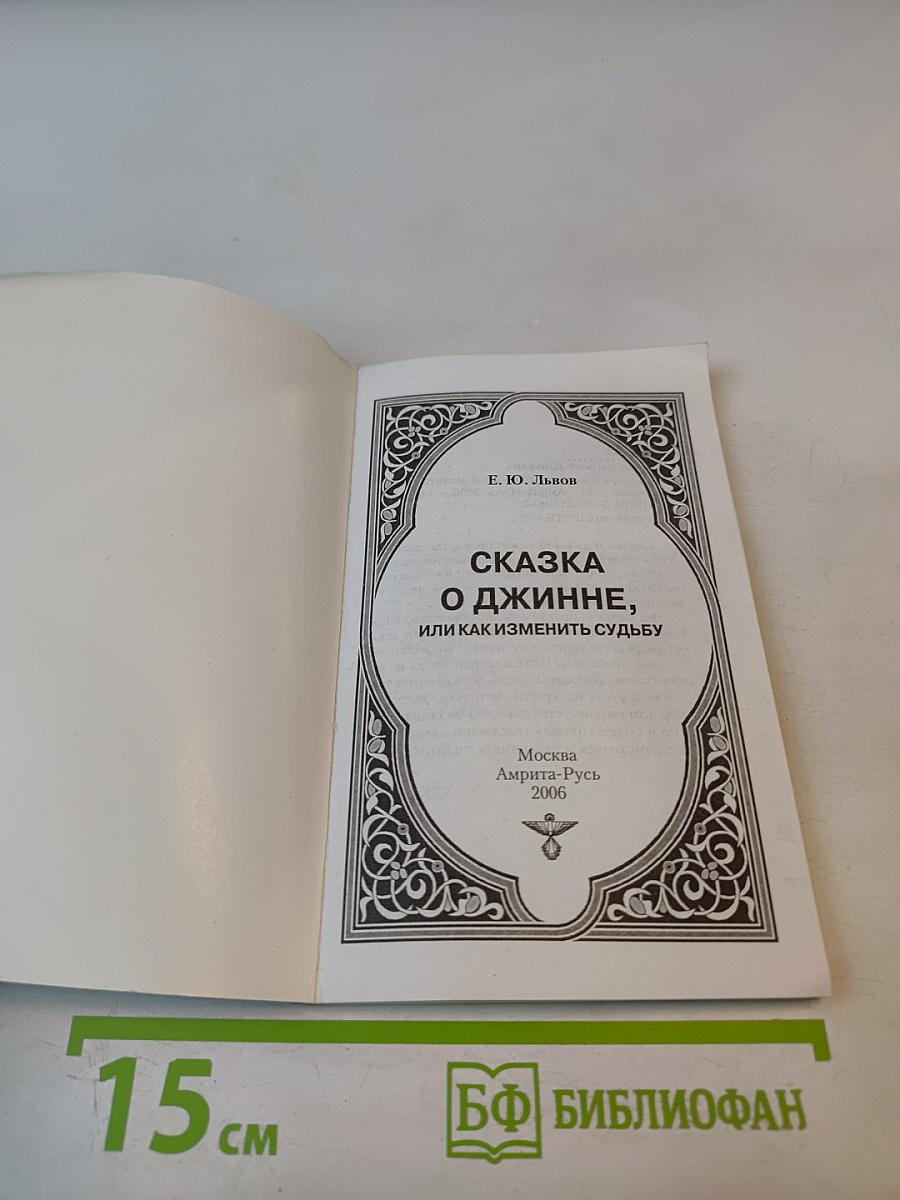 Е. Ю. Львов
СКАЗКА
О ДЖИННЕ,
ИЛИ КАК ИЗМЕНИТЬ СУДЬБУ
Москва
Амрита-Русь
2006
15 см
БФ БИБЛИОФАН